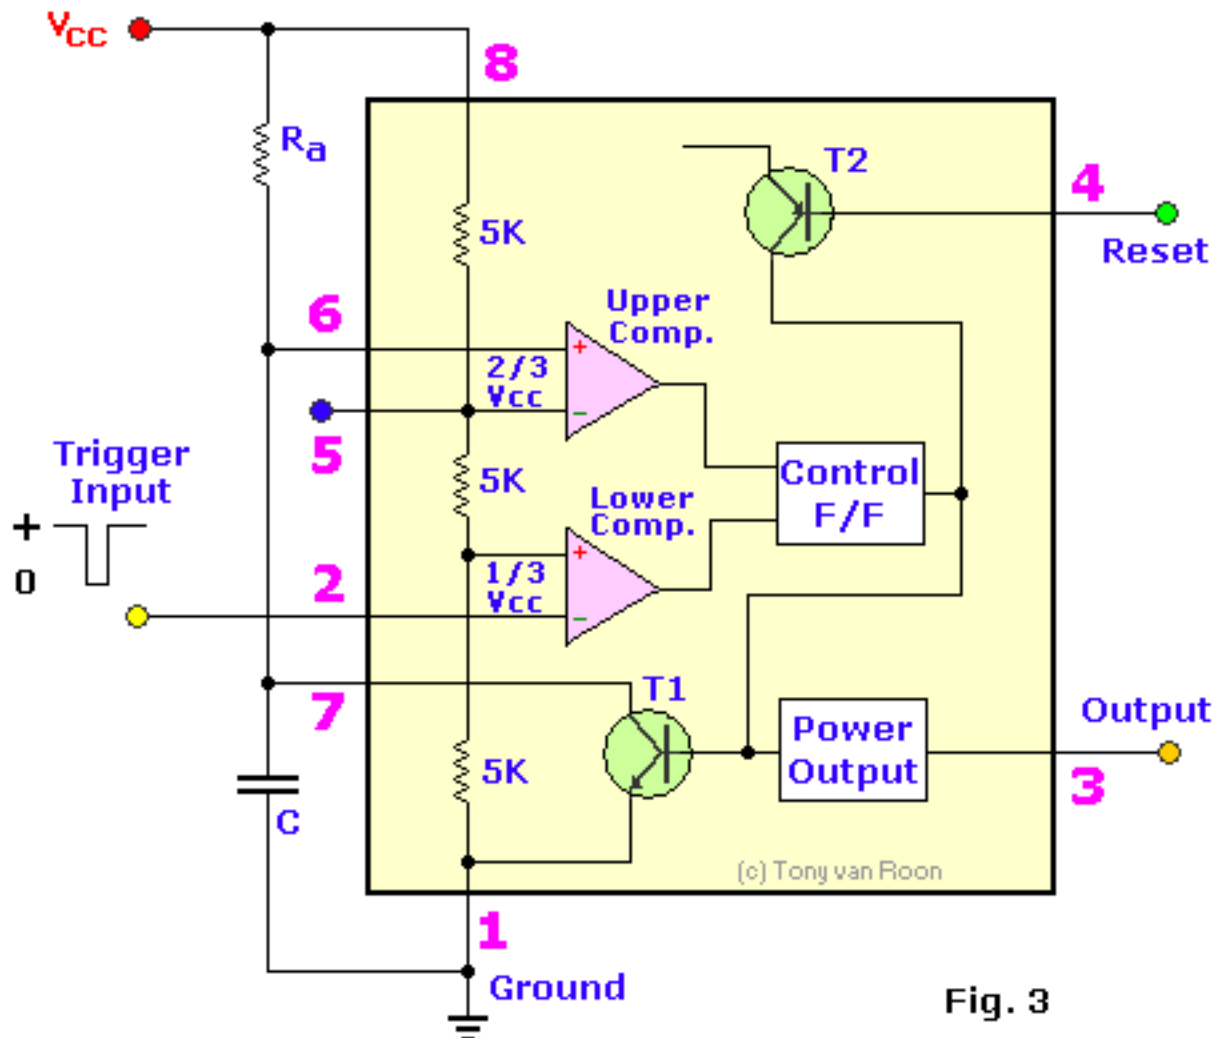 VCC
8
Ra
T2
4
5K
Reset
6
Upper
Comp.
+
2/3
Vcc
-
5
Trigger
Input
5K
Control
F/F
Lower
Comp.
+
0
+
1/3
Vcc
2
-
T1
7
Output
Power
Output
5K
3
C
(c) Tony van Roon
1
Ground
Fig. 3